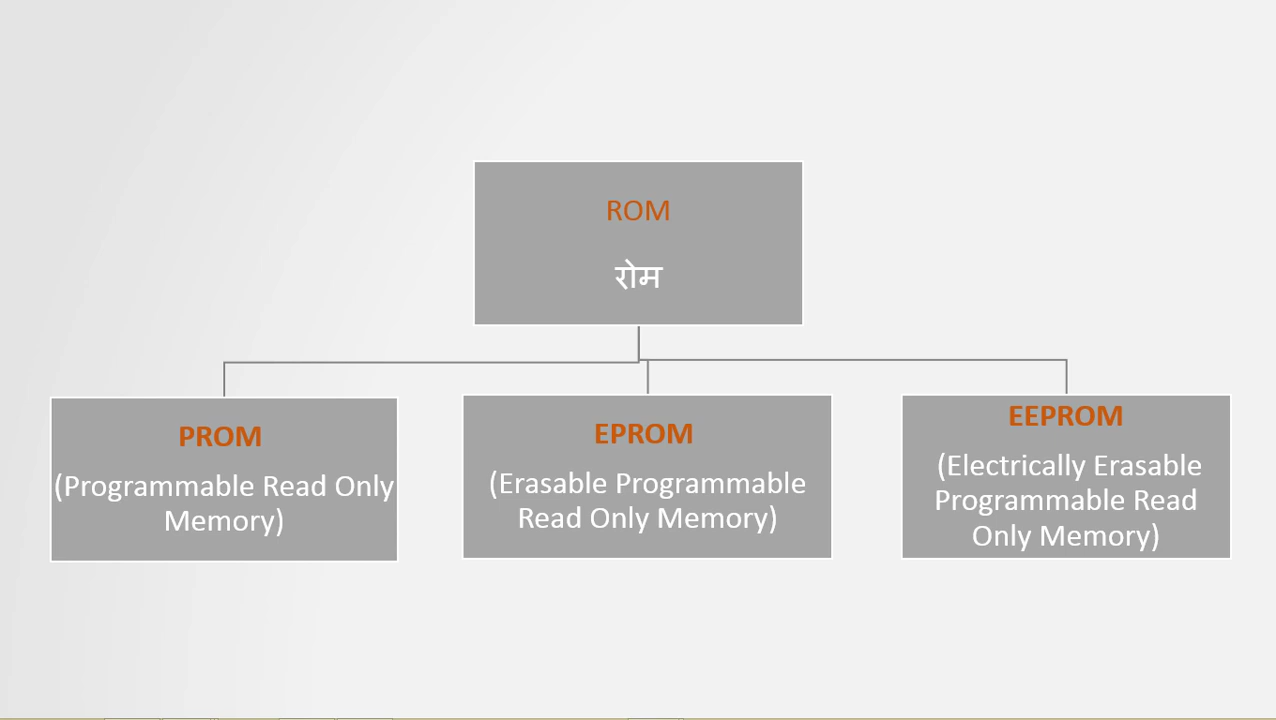 ROM
रोम
PROM
(Programmable Read Only
Memory)
EPROM
(Erasable Programmable
Read Only Memory)
EEPROM
(Electrically Erasable
Programmable Read
Only Memory)